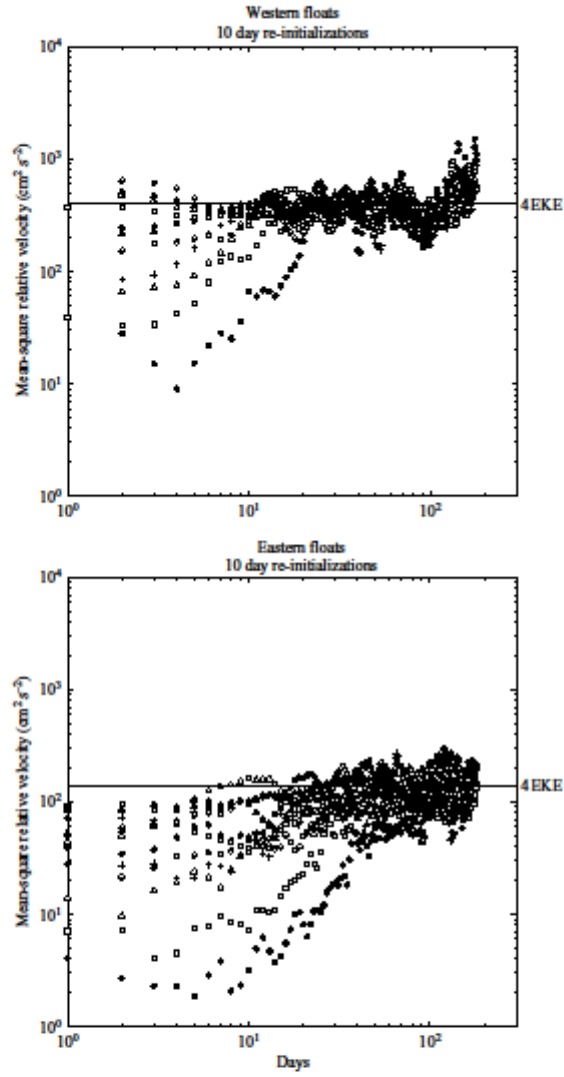 Western floats
10 day re-initializations
10⁴
10³
4EKE
10²
10¹
10⁰
Mean-square relative velocity (cm² s⁻²)
10⁰
10¹
10²
Eastern floats
10 day re-initializations
10⁴
10³
4EKE
10²
10¹
10⁰
Mean-square relative velocity (cm² s⁻²)
10⁰
10¹
10²
Days